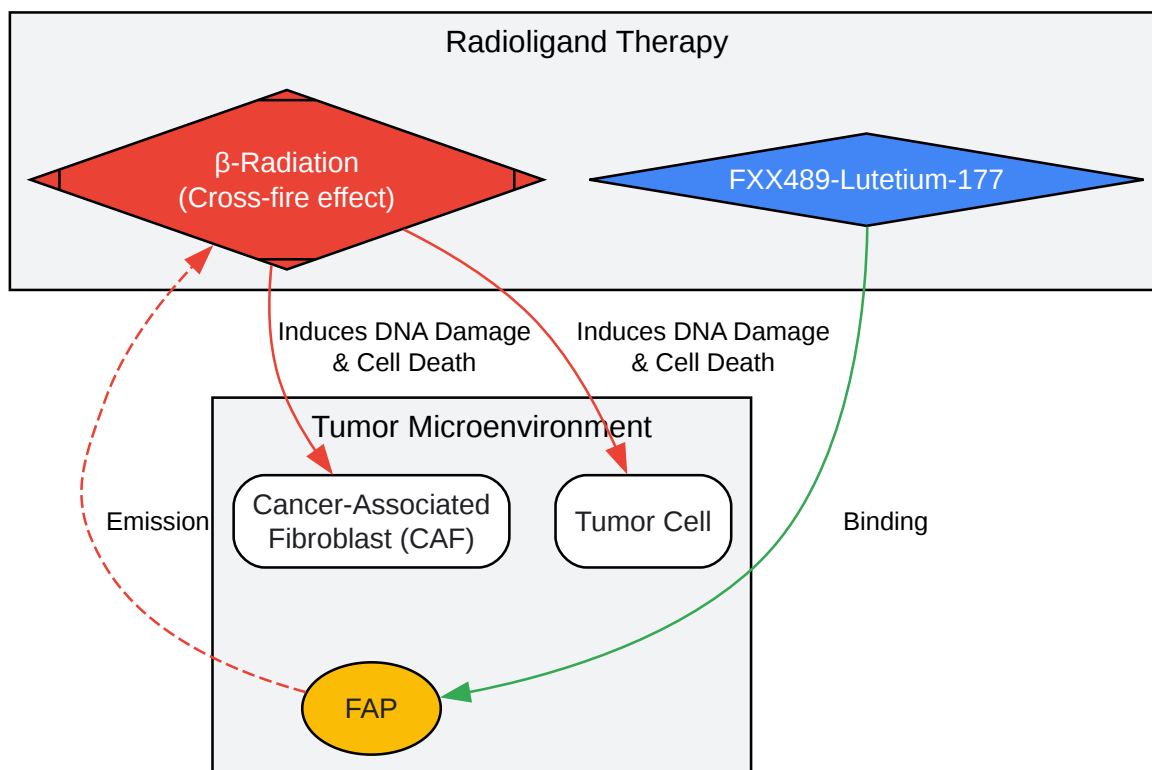 Radioligand Therapy
β-Radiation
(Cross-fire effect)
FXX489-Lutetium-177
Induces DNA Damage
& Cell Death
Induces DNA Damage
& Cell Death
Tumor Microenvironment
Cancer-Associated
Fibroblast (CAF)
Tumor Cell
Emission
Binding
FAP